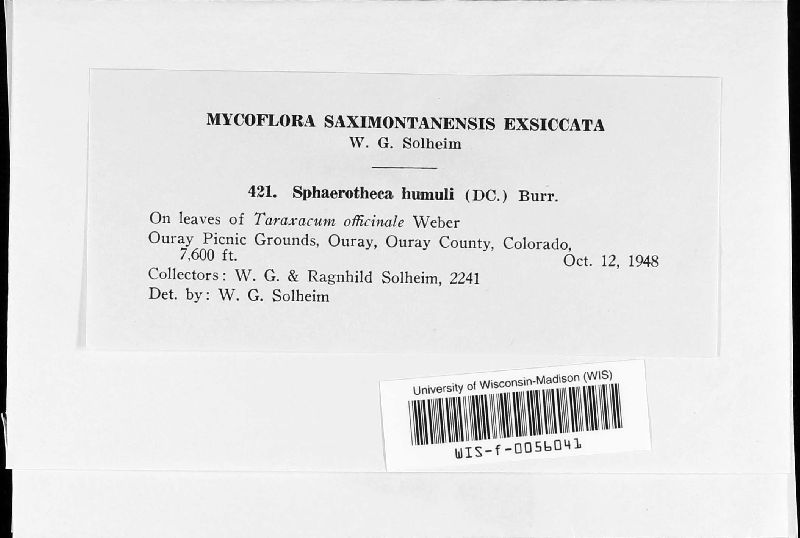 MYCOFLORA SAXIMONTANENSIS EXSICCATA
W. G. Solheim
421. Sphaerotheca humuli (DC.) Burr.
On leaves of Taraxacum officinale Weber
Ouray Picnic Grounds, Ouray, Ouray County, Colorado,
7,600 ft. Oct. 12, 1948
Collectors: W. G. & Ragnhild Solheim, 2241
Det. by: W. G. Solheim
University of Wisconsin-Madison (WIS)
WIS-f-0056041